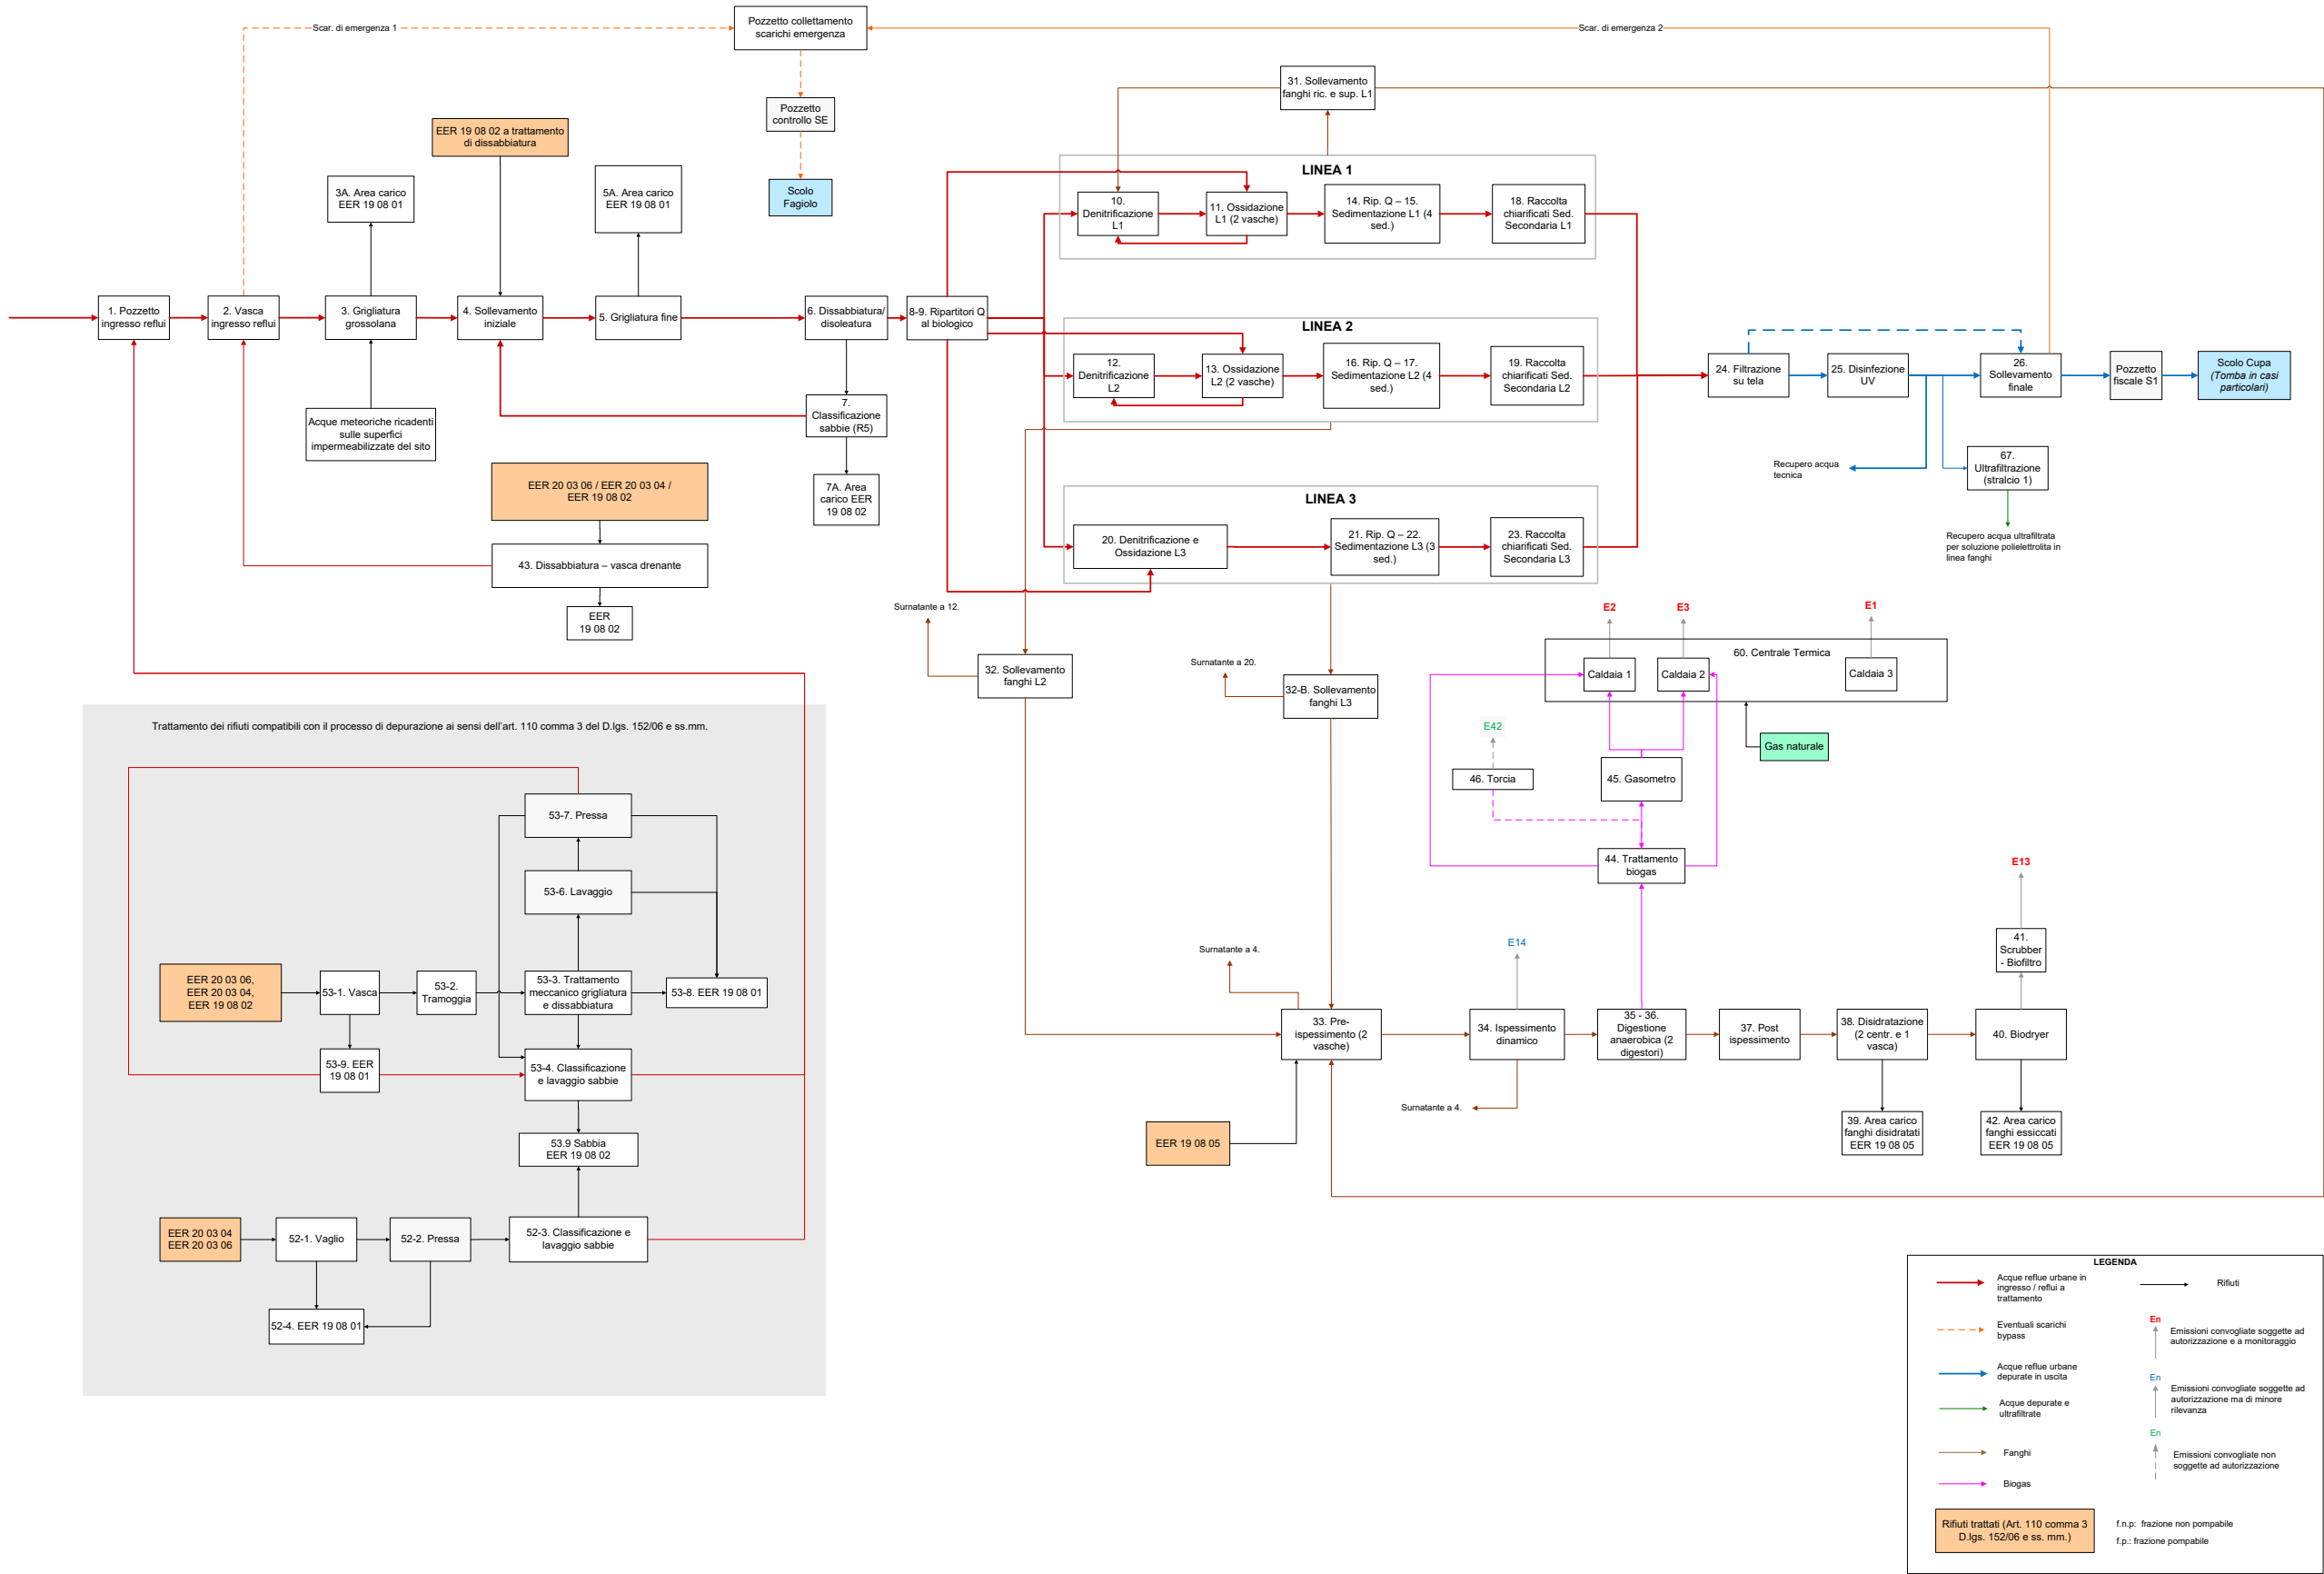 Scar. di emergenza 1
Pozzetto collettamento
scarichi emergenza
Scar. di emergenza 2
31. Sollevamento
fanghi ric. e sup. L1
Pozzetto
controllo SE
EER 19 08 02 a trattamento
di dissabbiatura
Scolo
Fagiolo
3A. Area carico
EER 19 08 01
5A. Area carico
EER 19 08 01
LINEA 1
10.
Denitrificazione
L1
11. Ossidazione
L1 (2 vasche)
14. Rip. Q – 15.
Sedimentazione L1 (4
sed.)
18. Raccolta
chiarificati Sed.
Secondaria L1
1. Pozzetto
ingresso reflui
2. Vasca
ingresso reflui
3. Grigliatura
grossolana
4. Sollevamento
iniziale
5. Grigliatura fine
6. Dissabbiatura/
disoleatura
8-9. Ripartitori Q
al biologico
LINEA 2
12.
Denitrificazione
L2
13. Ossidazione
L2 (2 vasche)
16. Rip. Q – 17.
Sedimentazione L2 (4
sed.)
19. Raccolta
chiarificati Sed.
Secondaria L2
24. Filtrazione
su tela
25. Disinfezione
UV
26.
Sollevamento
finale
Pozzetto
fiscale S1
Scolo Cupa
(Tomba in casi
particolari)
Acque meteoriche ricadenti
sulle superfici
impermeabilizzate del sito
7.
Classificazione
sabbie (R5)
7A. Area
carico EER
19 08 02
Recupero acqua
tecnica
67.
Ultrafiltrazione
(stralcio 1)
Recupero acqua ultrafiltrata
per soluzione polielettrolita in
linea fanghi
EER 20 03 06 / EER 20 03 04 /
EER 19 08 02
43. Dissabbiatura – vasca drenante
EER
19 08 02
LINEA 3
20. Denitrificazione e
Ossidazione L3
21. Rip. Q – 22.
Sedimentazione L3 (3
sed.)
23. Raccolta
chiarificati Sed.
Secondaria L3
Surnatante a 12.
32. Sollevamento
fanghi L2
Surnatante a 20.
32-B. Sollevamento
fanghi L3
E2
E3
E1
60. Centrale Termica
Caldaia 1
Caldaia 2
Caldaia 3
Gas naturale
E42
46. Torcia
45. Gasometro
44. Trattamento
biogas
Trattamento dei rifiuti compatibili con il processo di depurazione ai sensi dell'art. 110 comma 3 del D.lgs. 152/06 e ss.mm.
53-7. Pressa
53-6. Lavaggio
EER 20 03 06,
EER 20 03 04,
EER 19 08 02
53-1. Vasca
53-2.
Tramoggia
53-3. Trattamento
meccanico grigliatura
e dissabbiatura
53-8. EER 19 08 01
53-9. EER
19 08 01
53-4. Classificazione
e lavaggio sabbie
53.9 Sabbia
EER 19 08 02
EER 20 03 04
EER 20 03 06
52-1. Vaglio
52-2. Pressa
52-3. Classificazione e
lavaggio sabbie
52-4. EER 19 08 01
Surnatante a 4.
E14
E13
41.
Scrubber
- Biofiltro
33. Pre-
ispessimento (2
vasche)
34. Ispessimento
dinamico
35 - 36.
Digestione
anaerobica (2
digestori)
37. Post
ispessimento
38. Disidratazione
(2 centr. e 1
vasca)
40. Biodryer
Surnatante a 4.
EER 19 08 05
39. Area carico
fanghi disidratati
EER 19 08 05
42. Area carico
fanghi essiccati
EER 19 08 05
LEGENDA
Acque reflue urbane in
ingresso / reflui a
trattamento
Rifiuti
Eventuali scarichi
bypass
En
Emissioni convogliate soggette ad
autorizzazione e a monitoraggio
Acque reflue urbane
depurate in uscita
En
Emissioni convogliate soggette ad
autorizzazione ma di minore
rilevanza
Acque depurate e
ultrafiltrate
En
Emissioni convogliate non
soggette ad autorizzazione
Fanghi
Biogas
Rifiuti trattati (Art. 110 comma 3
D.lgs. 152/06 e ss. mm.)
f.n.p: frazione non pompabile
f.p.: frazione pompabile